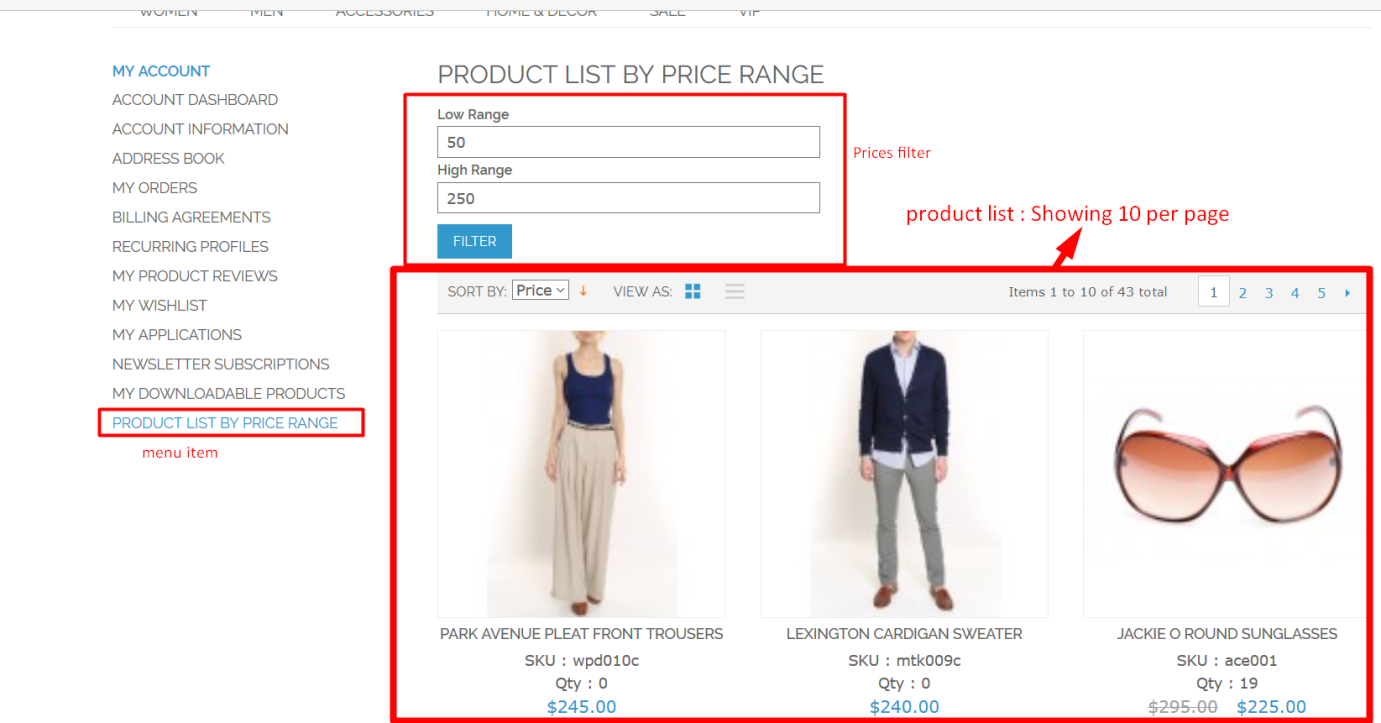 WOMEN MEN ACCESSORIES HOME & DECOR SALE VIP
MY ACCOUNT
ACCOUNT DASHBOARD
ACCOUNT INFORMATION
ADDRESS BOOK
MY ORDERS
BILLING AGREEMENTS
RECURRING PROFILES
MY PRODUCT REVIEWS
MY WISHLIST
MY APPLICATIONS
NEWSLETTER SUBSCRIPTIONS
MY DOWNLOADABLE PRODUCTS
PRODUCT LIST BY PRICE RANGE
menu item
PRODUCT LIST BY PRICE RANGE
Low Range
50
High Range
250
FILTER
Prices filter
product list : Showing 10 per page
SORT BY: Price VIEW AS: Items 1 to 10 of 43 total 1 2 3 4 5
PARK AVENUE PLEAT FRONT TROUSERS
SKU : wpd010c
Qty : 0
$245.00
LEXINGTON CARDIGAN SWEATER
SKU : mtk009c
Qty : 0
$240.00
JACKIE O ROUND SUNGLASSES
SKU : ace001
Qty : 19
$295.00 $225.00